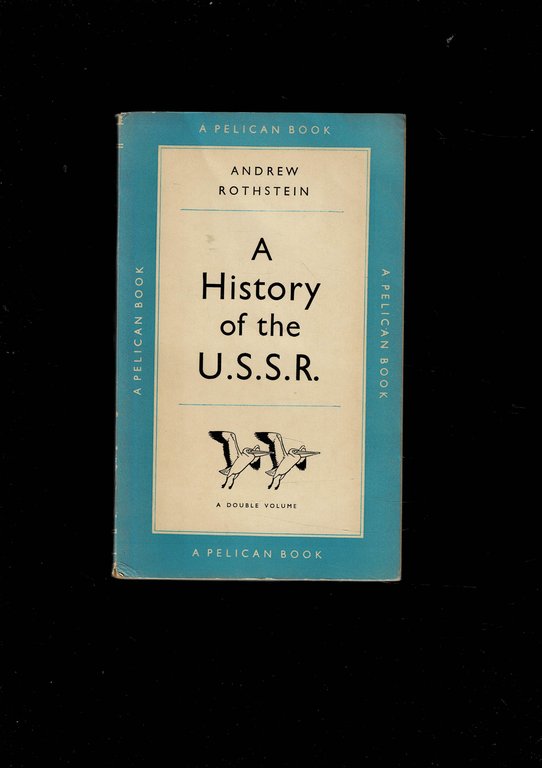 A PELICAN BOOK
ANDREW
ROTHSTEIN
A
History
of the
U.S.S.R.
A DOUBLE VOLUME
A PELICAN BOOK
A PELICAN BOOK
A PELICAN BOOK